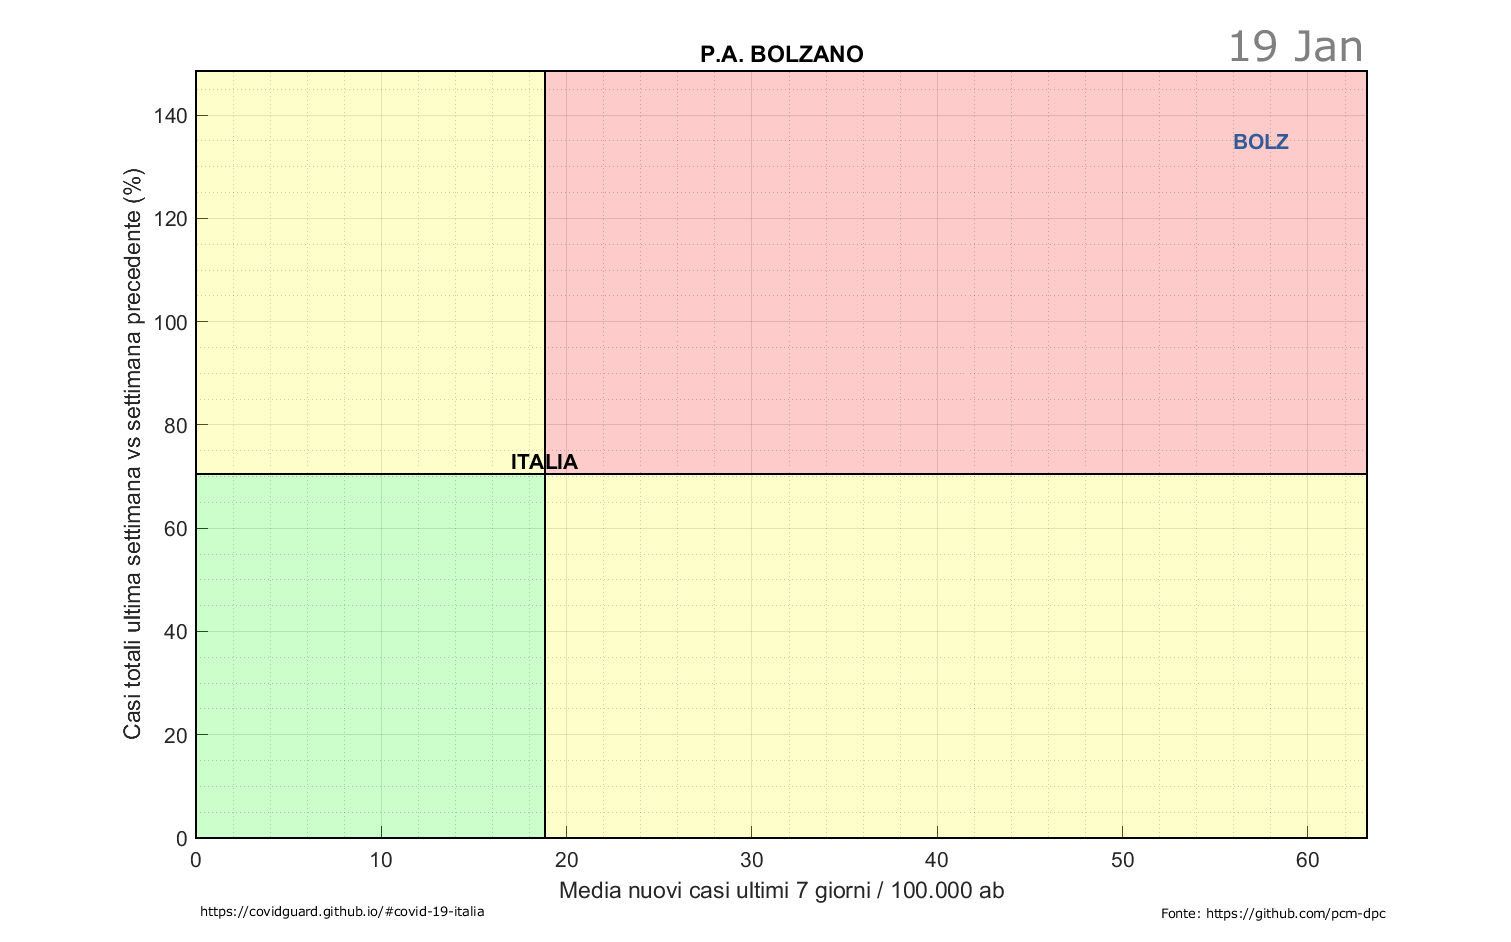 P.A. BOLZANO
19 Jan
BOLZ
ITALIA
Casi totali ultima settimana vs settimana precedente (%)
140
120
100
80
60
40
20
0
0 10 20 30 40 50 60
Media nuovi casi ultimi 7 giorni / 100.000 ab
https://covidguard.github.io/#covid-19-italia
Fonte: https://github.com/pcm-dpc